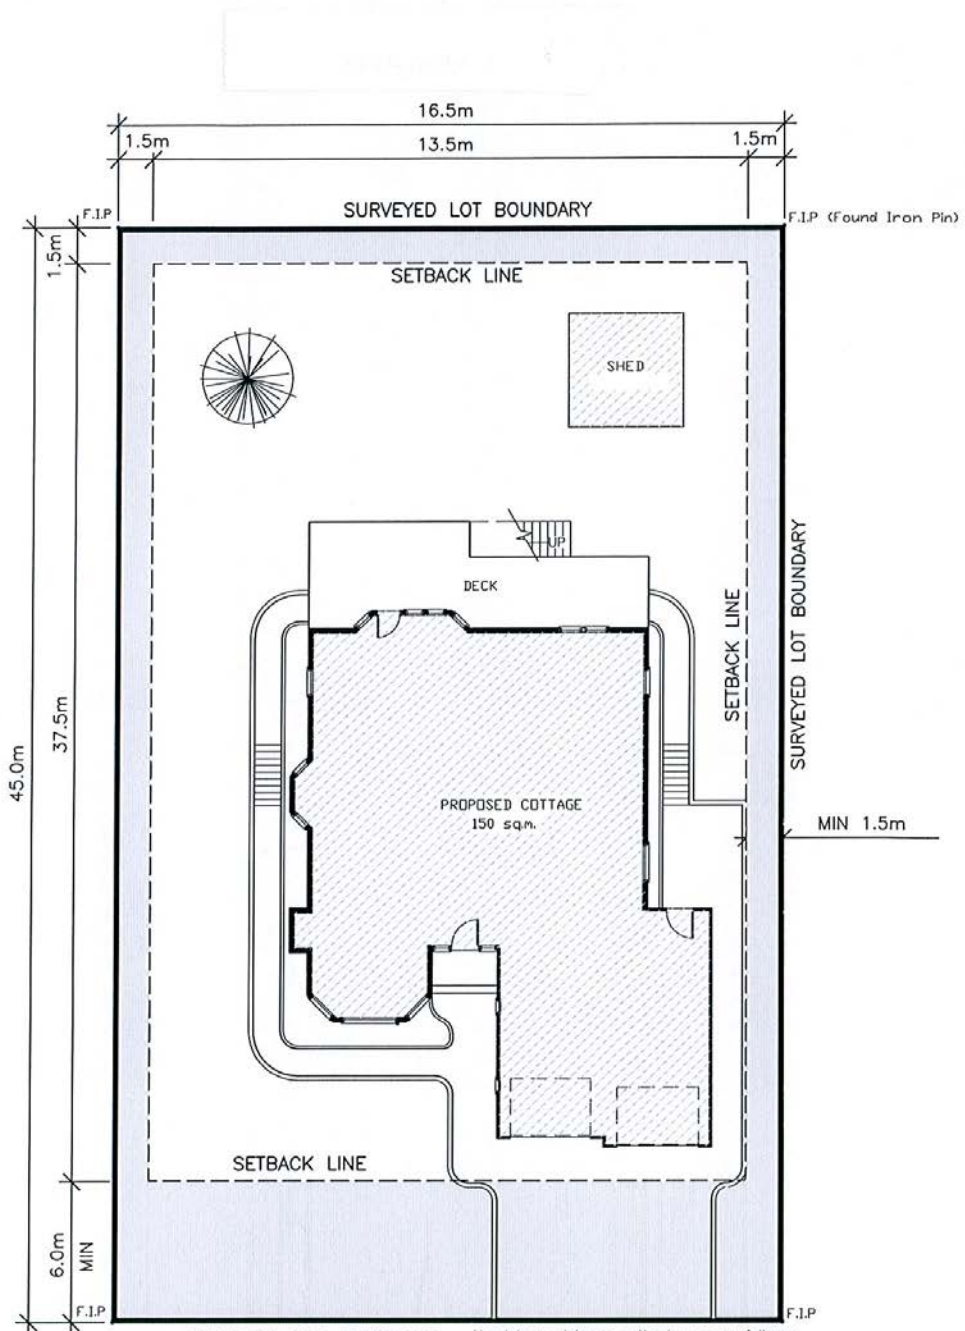 16.5m
1.5m
13.5m
1.5m
F.I.P
SURVEYED LOT BOUNDARY
F.I.P (Found Iron Pin)
1.5m
SETBACK LINE
SHED
UP
DECK
SETBACK LINE
SURVEYED LOT BOUNDARY
37.5m
45.0m
PROPOSED COTTAGE
150 sq.m.
MIN 1.5m
SETBACK LINE
6.0m
MIN
F.I.P
F.I.P